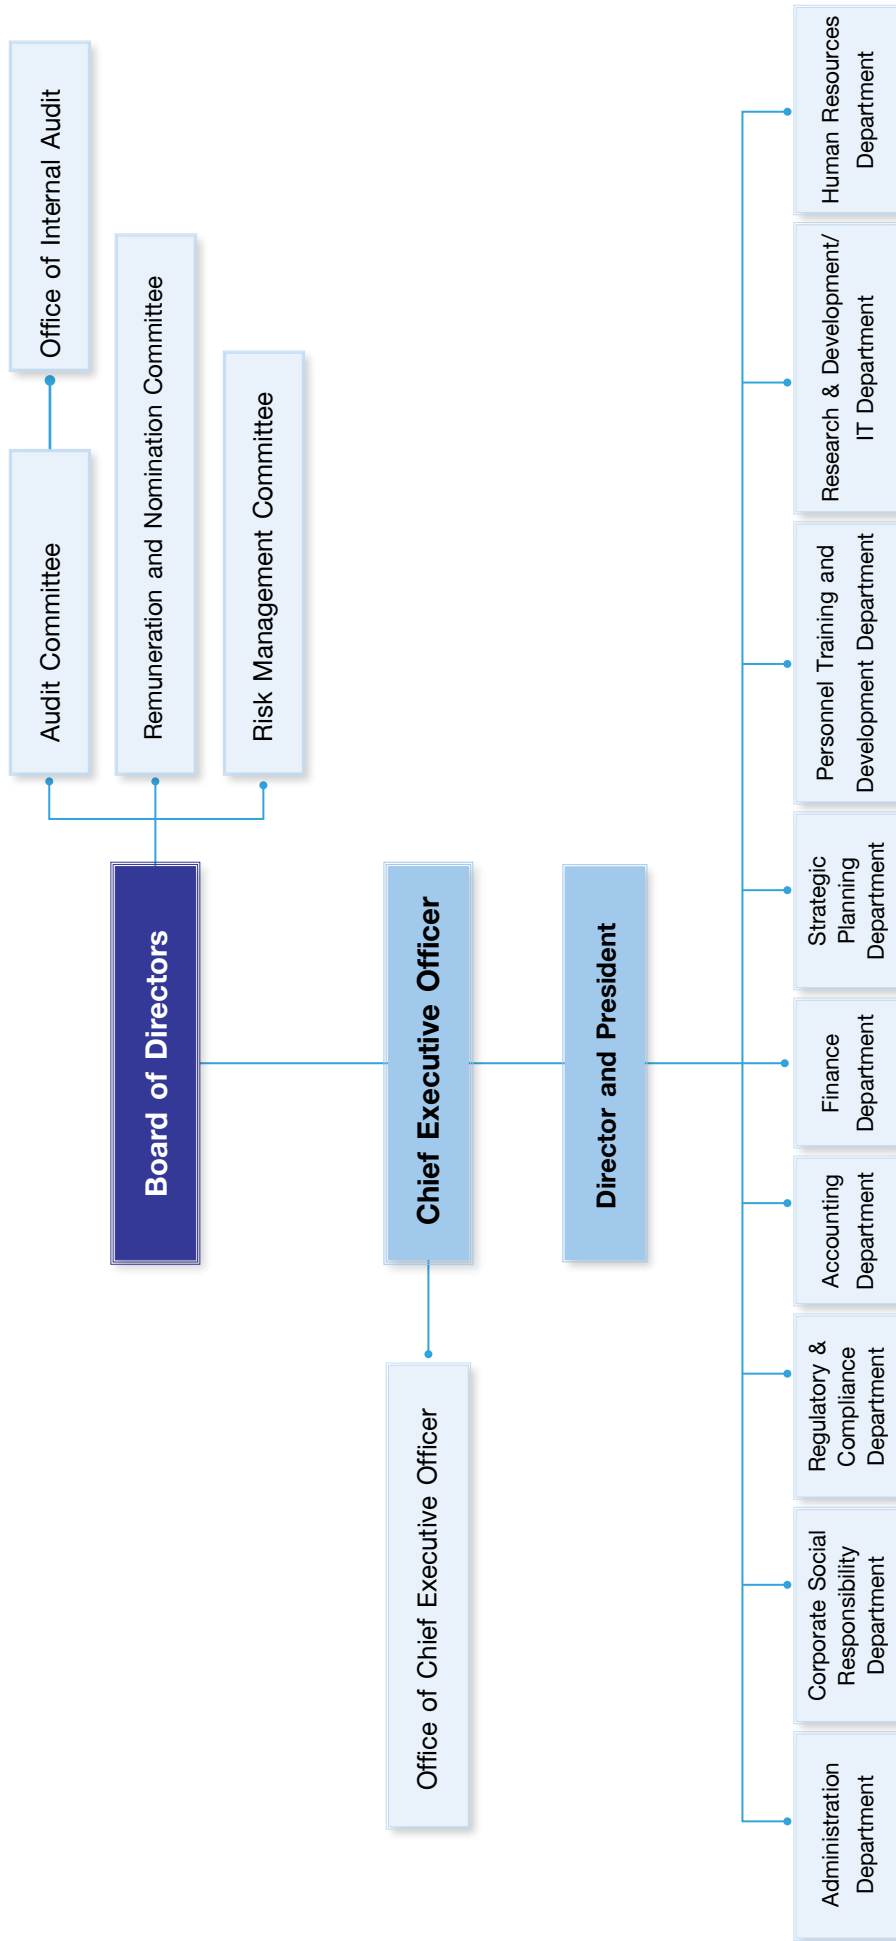 Office of Internal Audit
Audit Committee
Remuneration and Nomination Committee
Risk Management Committee
Board of Directors
Chief Executive Officer
Office of Chief Executive Officer
Director and President
Administration
Department
Corporate Social
Responsibility
Department
Regulatory &
Compliance
Department
Accounting
Department
Finance
Department
Strategic
Planning
Department
Personnel Training and
Development Department
Research & Development/
IT Department
Human Resources
Department